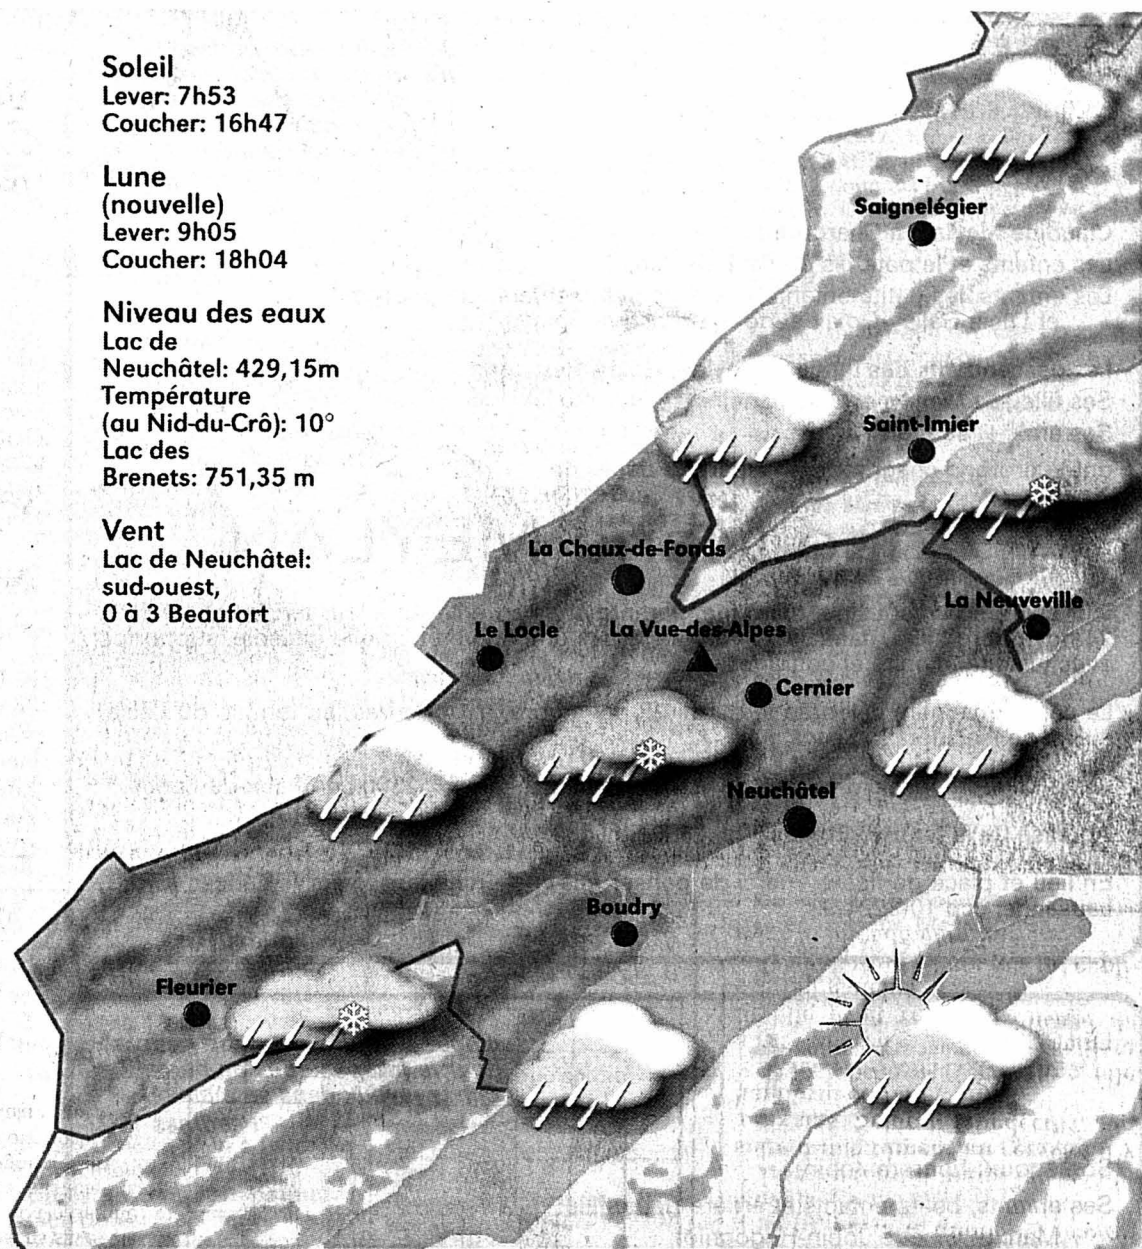 Soleil
Lever: 7h53
Coucher: 16h47
Lune
(nouvelle)
Lever: 9h05
Coucher: 18h04
Niveau des eaux
Lac de
Neuchâtel: 429,15m
Température
(au Nid-du-Crô): 10°
Lac des
Brenets: 751,35 m
Vent
Lac de Neuchâtel:
sud-ouest,
0 à 3 Beaufort
Saignelégier
Saint-Imier
La Chaux-de-Fonds
La Neuveville
Le Locle
La Vue-des-Alpes
Cernier
Neuchâtel
Boudry
Fleurier